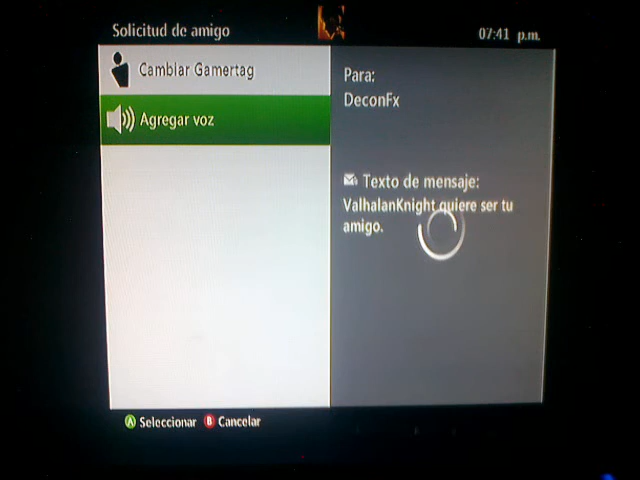 Solicitud de amigo
07:41 p.m.
Cambiar Gamertag
Agregar voz
Para:
DeconFx
Texto de mensaje:
ValhalanKnight quiere ser tu
amigo.
A Seleccionar B Cancelar